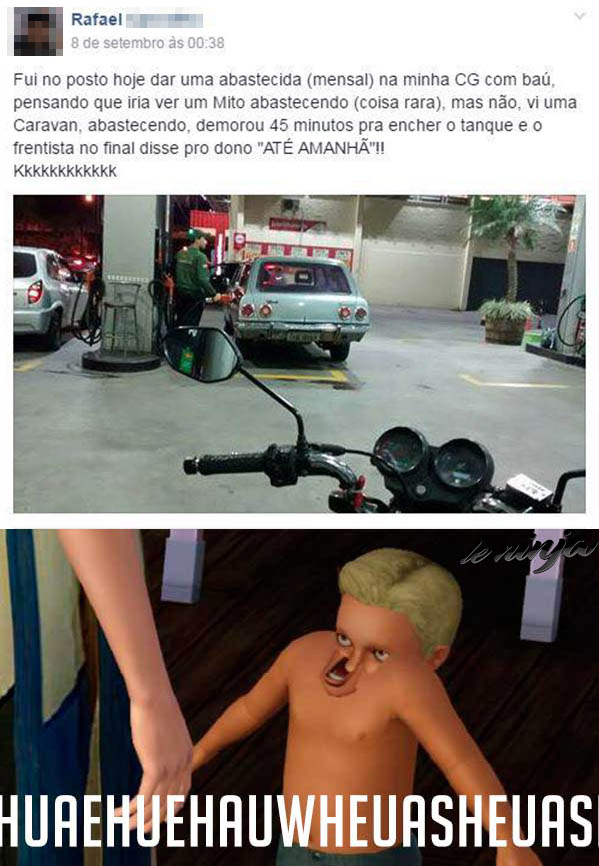 Rafael
8 de setembro às 00:38
Fui no posto hoje dar uma abastecida (mensal) na minha CG com baú,
pensando que iria ver um Mito abastecendo (coisa rara), mas não, vi uma
Caravan, abastecendo, demorou 45 minutos pra encher o tanque e o
frentista no final disse pro dono "ATÉ AMANHÃ"!!
Kkkkkkkkkkkk
le ninja
HUAEHUEHAUWHEUASHEUASH